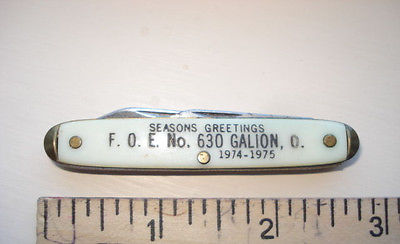 SEASONS GREETINGS
F. O. E. No. 630 GALION, O.
1974-1975
1 2 3